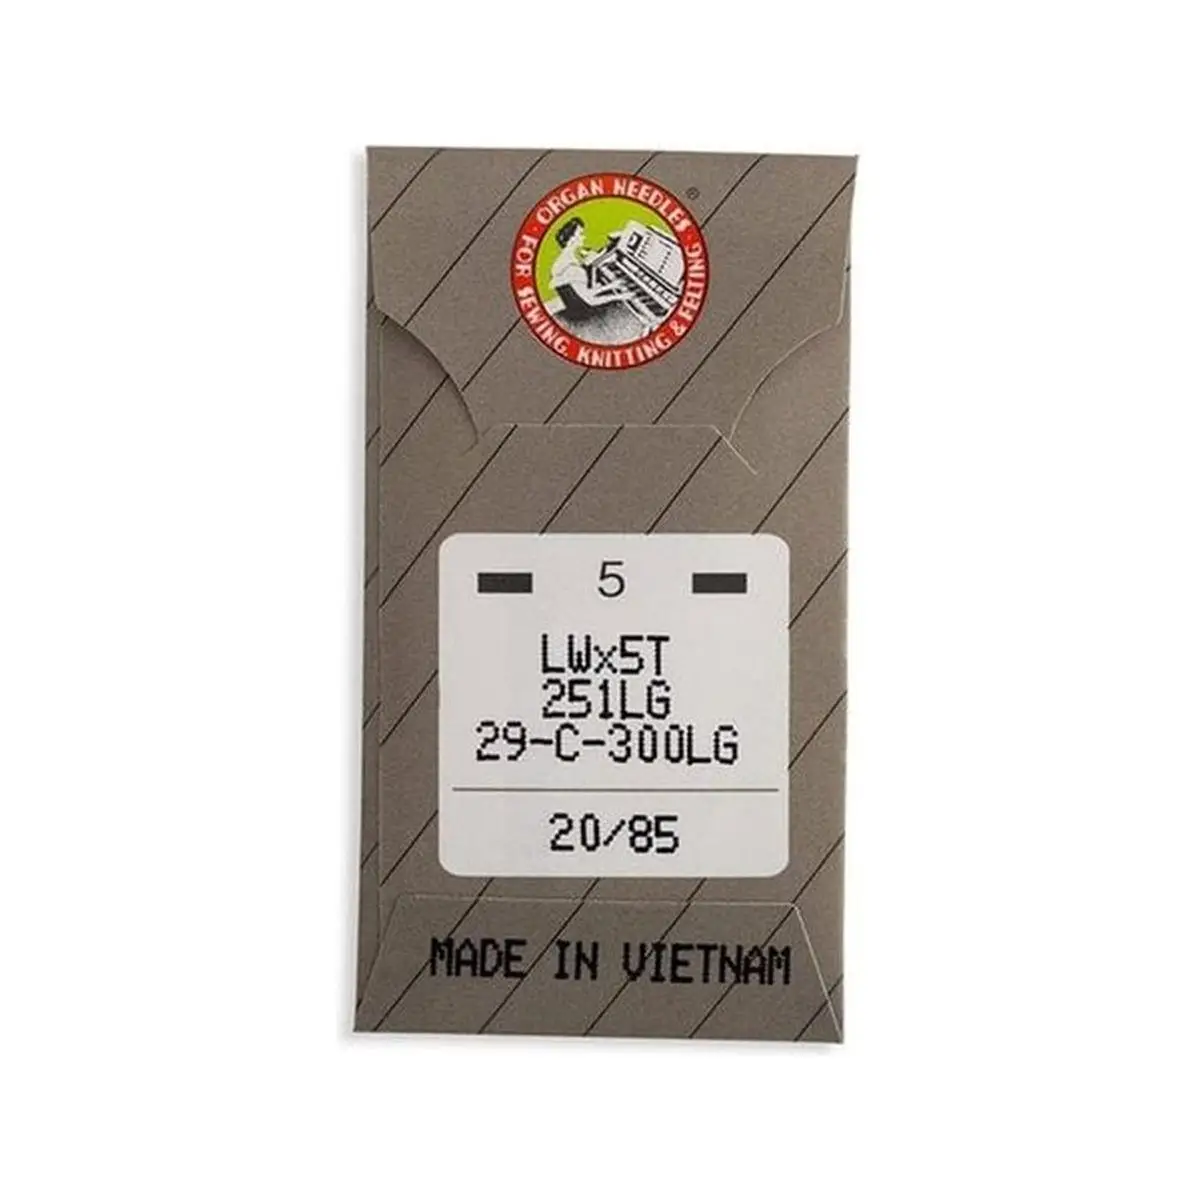 ORGAN NEEDLES ®
· FOR SEWING, KNITTING & FELTING ·
5
LWx5T
251LG
29-C-300LG
20/85
MADE IN VIETNAM